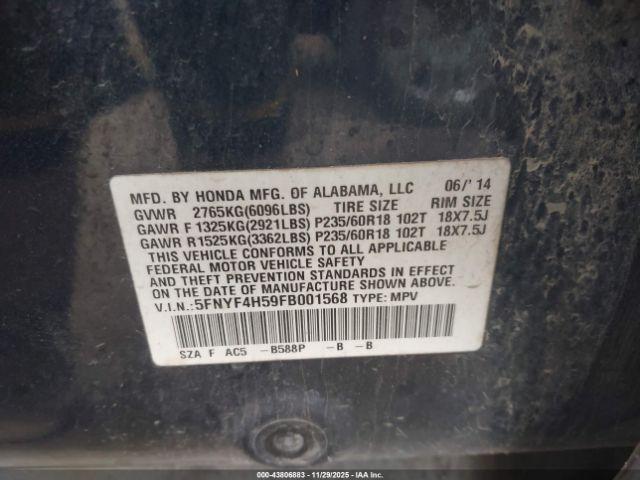 MFD. BY HONDA MFG. OF ALABAMA, LLC 06/'14
GVWR 2765KG(6096LBS) TIRE SIZE RIM SIZE
GAWR F 1325KG(2921LBS) P235/60R18 102T 18X7.5J
GAWR R1525KG(3362LBS) P235/60R18 102T 18X7.5J
THIS VEHICLE CONFORMS TO ALL APPLICABLE
FEDERAL MOTOR VEHICLE SAFETY
AND THEFT PREVENTION STANDARDS IN EFFECT
ON THE DATE OF MANUFACTURE SHOWN ABOVE.
V.I.N.:5FNYF4H59FB001568 TYPE: MPV
SZA F AC5 -B588P -B -B
000-43806883 - 11/29/2025 - IAA Inc.